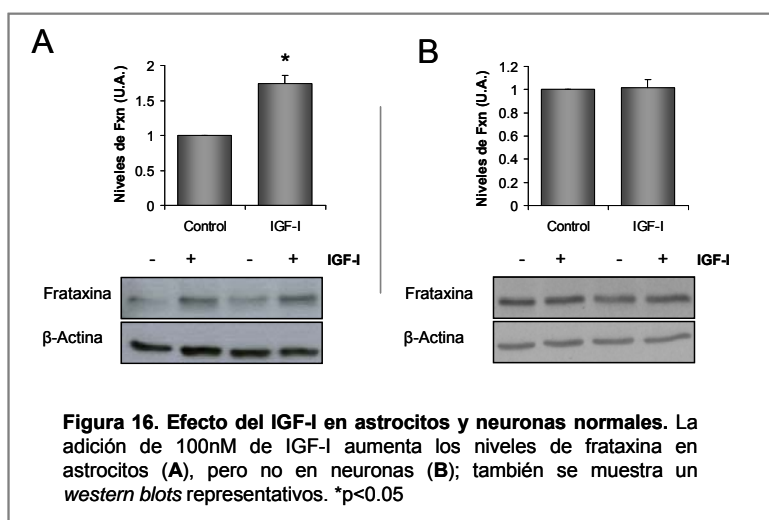 A
B
Niveles de Fxn (U.A.)
2
1.5
1
0.5
0
Control IGF-I
- + - + IGF-I
Frataxina
β-Actina
Niveles de Fxn (U.A.)
1.2
1
0.8
0.6
0.4
0.2
0
Control IGF-I
- + - + IGF-I
Frataxina
β-Actina
*
Figura 16. Efecto del IGF-I en astrocitos y neuronas normales. La
adición de 100nM de IGF-I aumenta los niveles de frataxina en
astrocitos (A), pero no en neuronas (B); también se muestra un
western blots representativos. *p<0.05